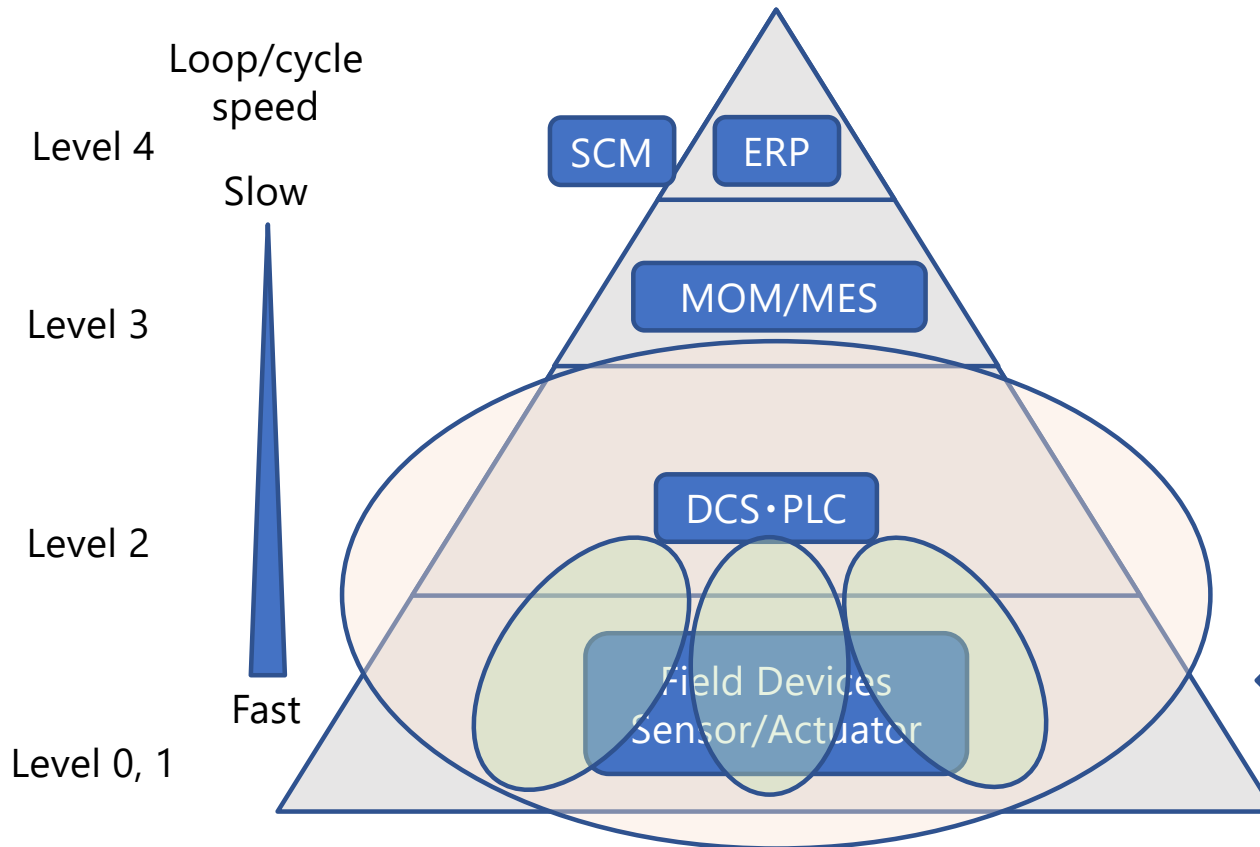 Loop/cycle
speed
Level 4
SCM
ERP
Slow
MOM/MES
Level 3
DCS・PLC
Level 2
Field Devices
Sensor/Actuator
Fast
Level 0, 1